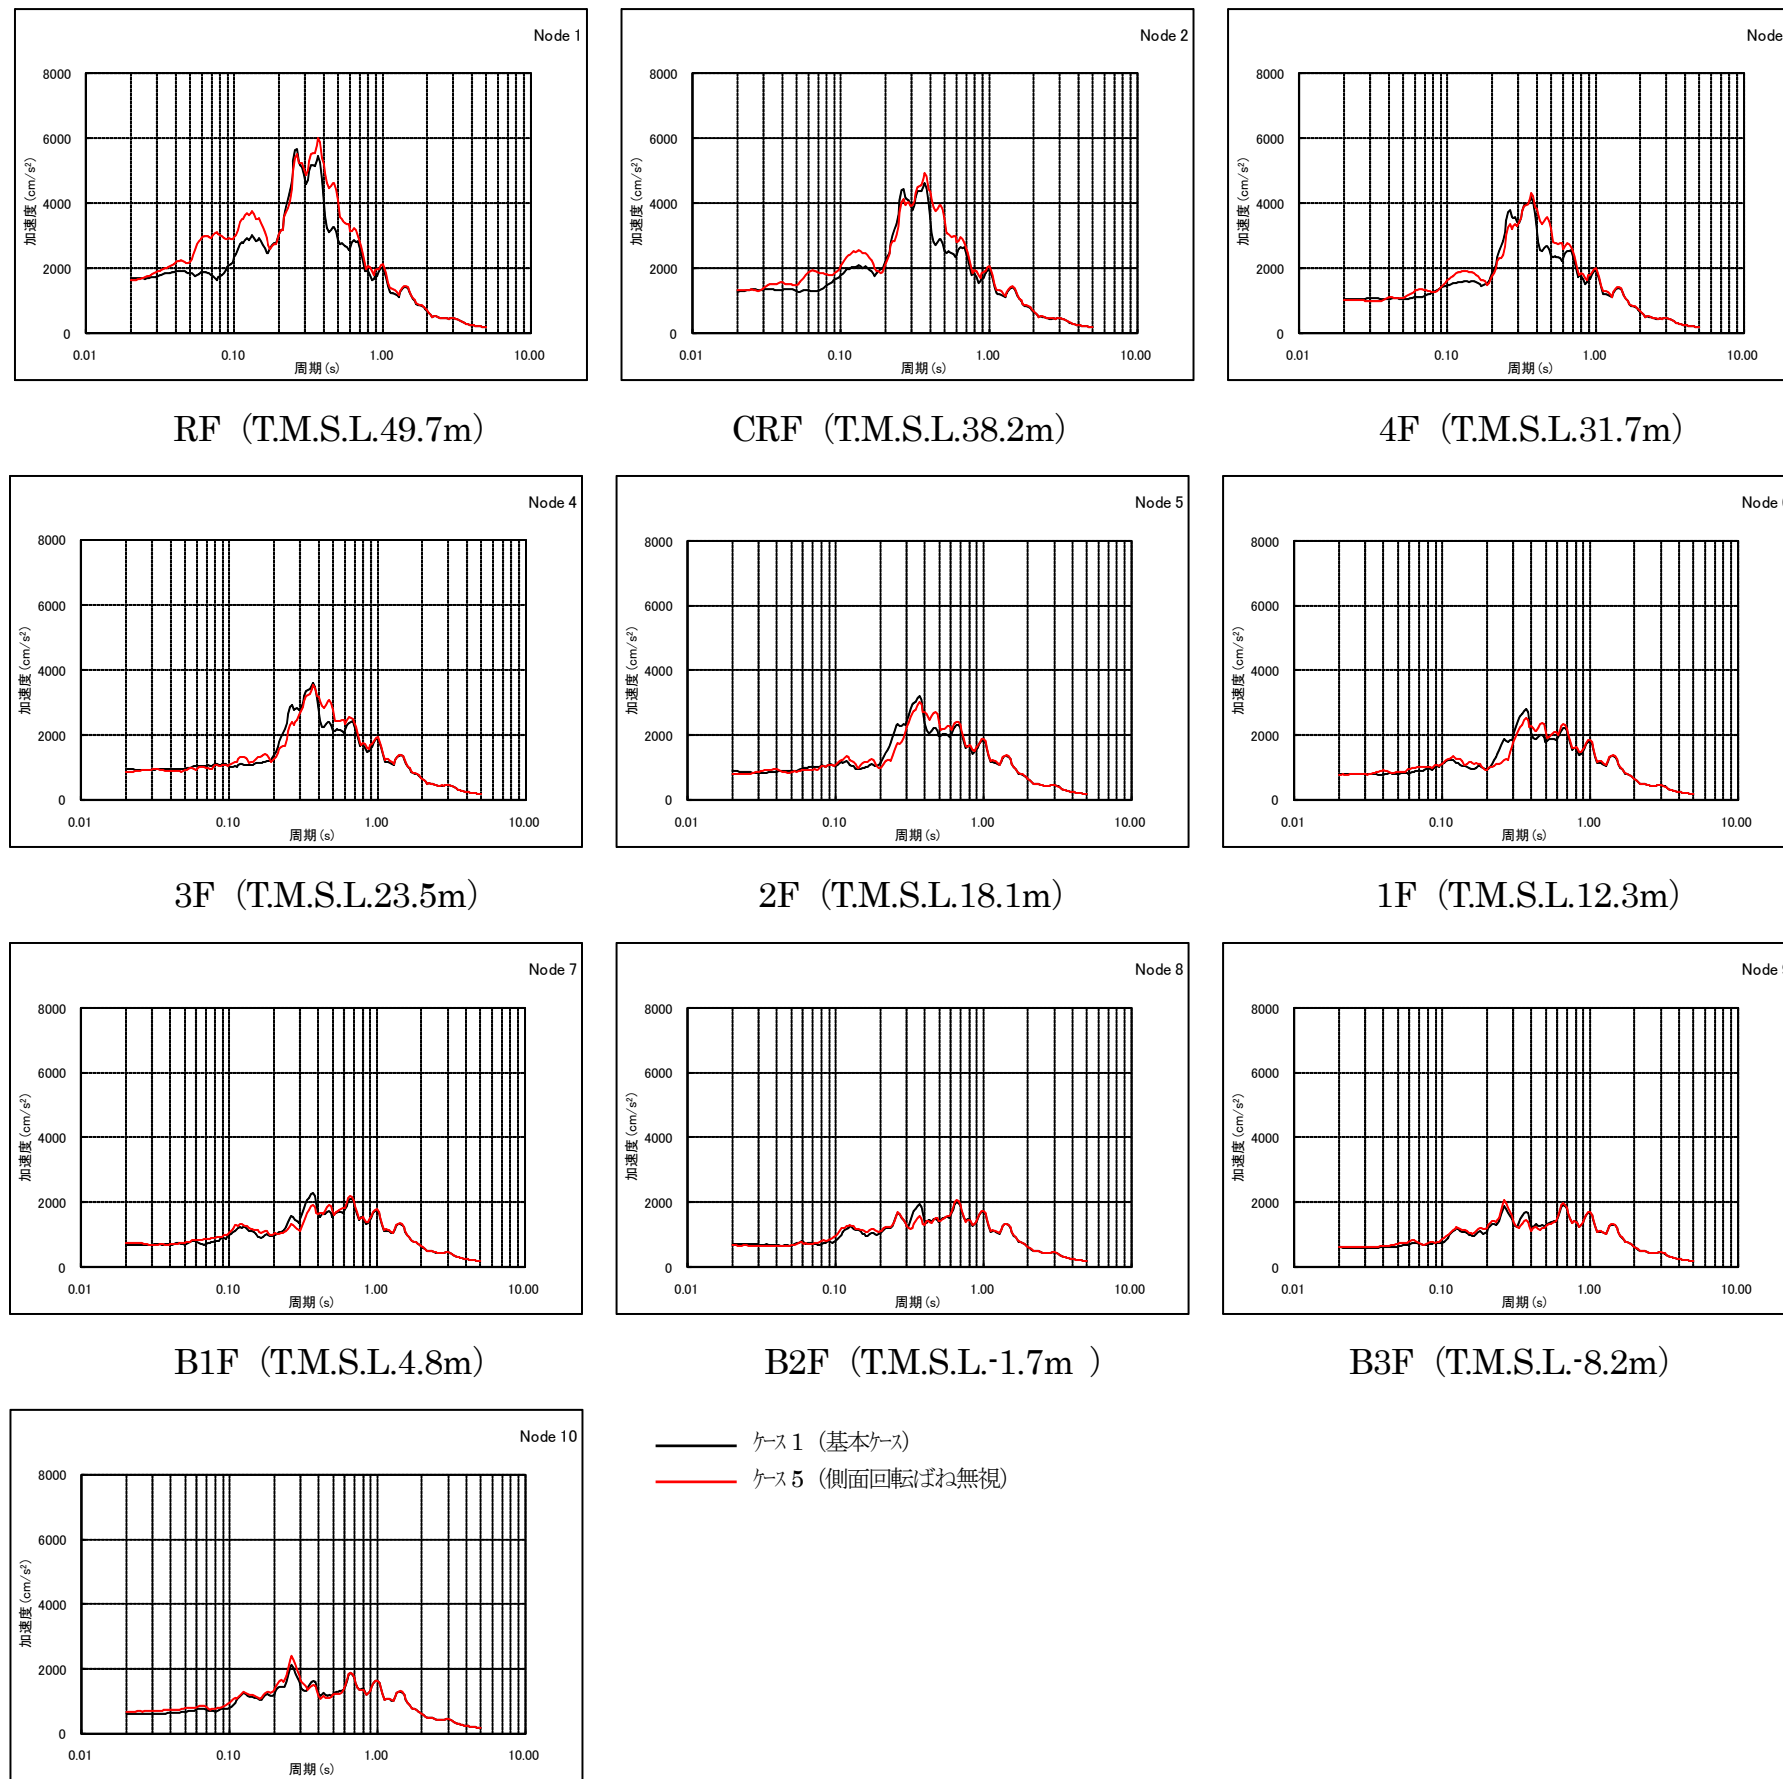 Node 1
8000
6000
4000
2000
0
加速度 (cm/s²)
0.01 0.10 1.00 10.00
周期 (s)
RF (T.M.S.L.49.7m)
Node 2
8000
6000
4000
2000
0
加速度 (cm/s²)
0.01 0.10 1.00 10.00
周期 (s)
CRF (T.M.S.L.38.2m)
Node
8000
6000
4000
2000
0
加速度 (cm/s²)
0.01 0.10 1.00 10.00
周期 (s)
4F (T.M.S.L.31.7m)
Node 4
8000
6000
4000
2000
0
加速度 (cm/s²)
0.01 0.10 1.00 10.00
周期 (s)
3F (T.M.S.L.23.5m)
Node 5
8000
6000
4000
2000
0
加速度 (cm/s²)
0.01 0.10 1.00 10.00
周期 (s)
2F (T.M.S.L.18.1m)
Node
8000
6000
4000
2000
0
加速度 (cm/s²)
0.01 0.10 1.00 10.00
周期 (s)
1F (T.M.S.L.12.3m)
Node 7
8000
6000
4000
2000
0
加速度 (cm/s²)
0.01 0.10 1.00 10.00
周期 (s)
B1F (T.M.S.L.4.8m)
Node 8
8000
6000
4000
2000
0
加速度 (cm/s²)
0.01 0.10 1.00 10.00
周期 (s)
B2F (T.M.S.L.-1.7m )
Node
8000
6000
4000
2000
0
加速度 (cm/s²)
0.01 0.10 1.00 10.00
周期 (s)
B3F (T.M.S.L.-8.2m)
Node 10
8000
6000
4000
2000
0
加速度 (cm/s²)
0.01 0.10 1.00 10.00
周期 (s)
ケース1 (基本ケース)
ケース5 (側面回転ばね無視)